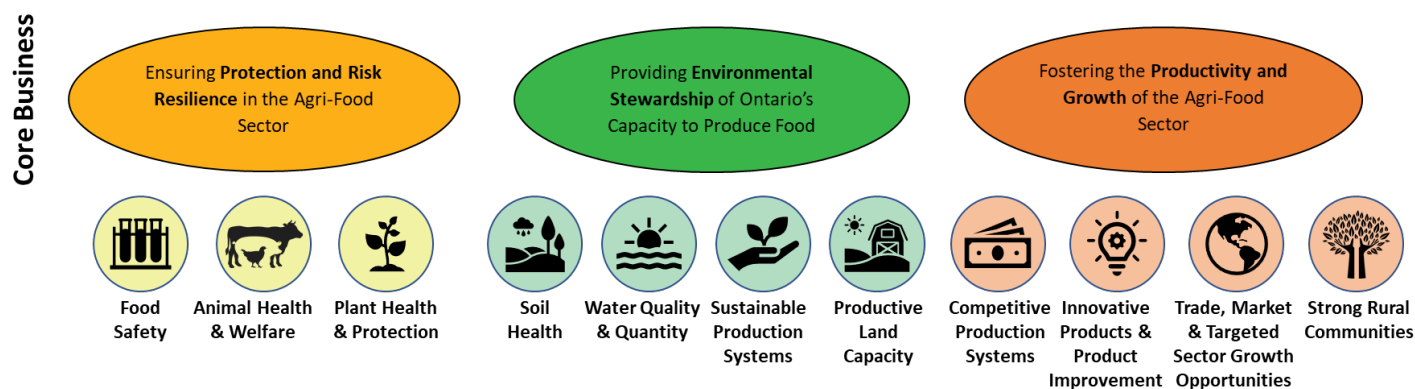 Core Business
Ensuring Protection and Risk
Resilience in the Agri-Food
Sector
Providing Environmental
Stewardship of Ontario's
Capacity to Produce Food
Fostering the Productivity and
Growth of the Agri-Food
Sector
Food
Safety
Animal Health
& Welfare
Plant Health
& Protection
Soil
Health
Water Quality
& Quantity
Sustainable
Production
Systems
Productive
Land
Capacity
Competitive
Production
Systems
Innovative
Products &
Product
Improvement
Trade, Market
& Targeted
Sector Growth
Opportunities
Strong Rural
Communities